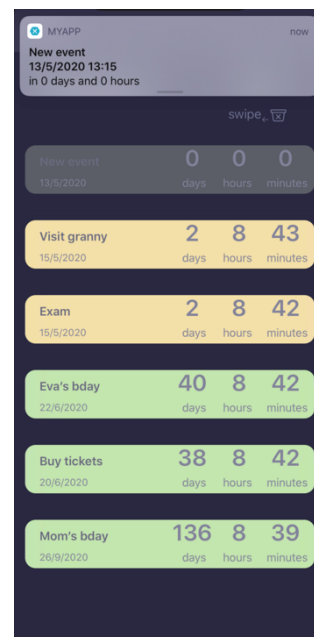 MYAPP now
New event
13/5/2020 13:15
in 0 days and 0 hours
swipe
New event 0 0 0
13/5/2020 days hours minutes
Visit granny 2 8 43
15/5/2020 days hours minutes
Exam 2 8 42
15/5/2020 days hours minutes
Eva's bday 40 8 42
22/6/2020 days hours minutes
Buy tickets 38 8 42
20/6/2020 days hours minutes
Mom's bday 136 8 39
26/9/2020 days hours minutes